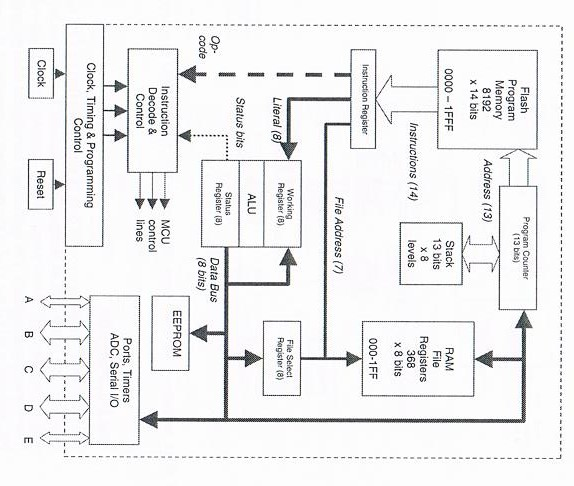 Flash
Program
Memory
8192
x 14 bits
0000 – 1FFF
Address (13)
Program Counter
(13 bits)
Stack
13 bits
x 8
levels
Instructions (14)
Instruction Register
File Address (7)
RAM
File
Registers
368
x 8 bits
000-1FF
Literal (8)
Op-
code
File Select
Register (8)
Working
Register (8)
ALU
Status
Register (8)
Status bits
Data Bus
(8 bits)
Instruction
Decode &
Control
MCU
control
lines
EEPROM
Clock, Timing & Programming
Control
Ports, Timers
ADC, Serial I/O
Clock
Reset
A
B
C
D
E